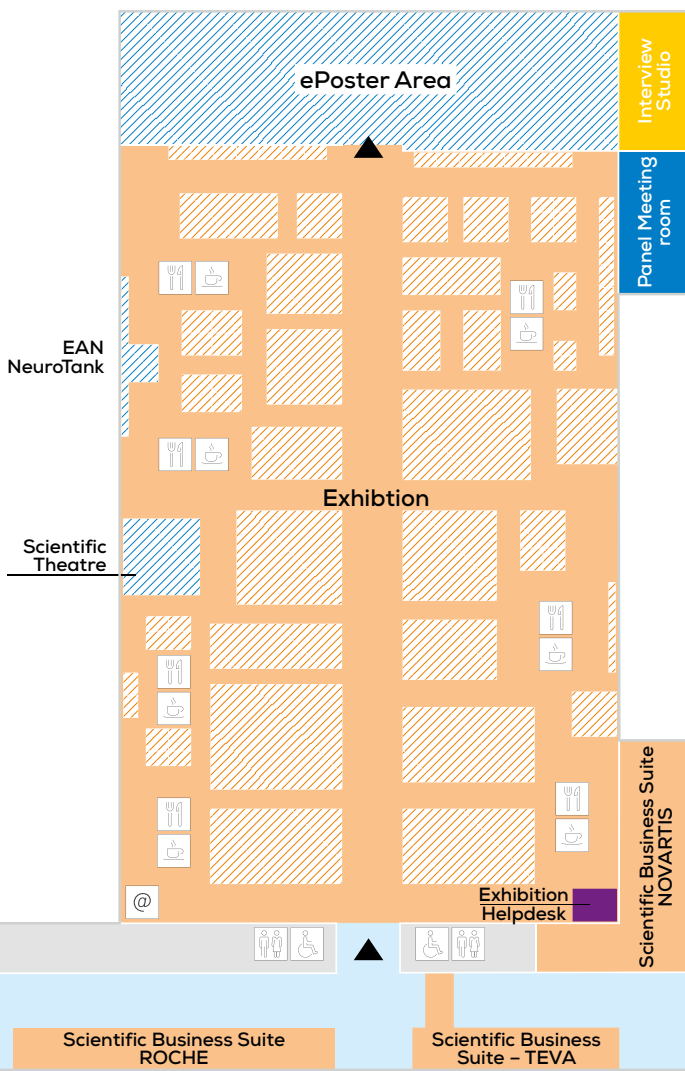 ePoster Area
Interview
Studio
Panel Meeting
room
EAN
NeuroTank
Exhibtion
Scientific
Theatre
Scientific Business Suite
NOVARTIS
@
Exhibition
Helpdesk
Scientific Business Suite
ROCHE
Scientific Business
Suite – TEVA